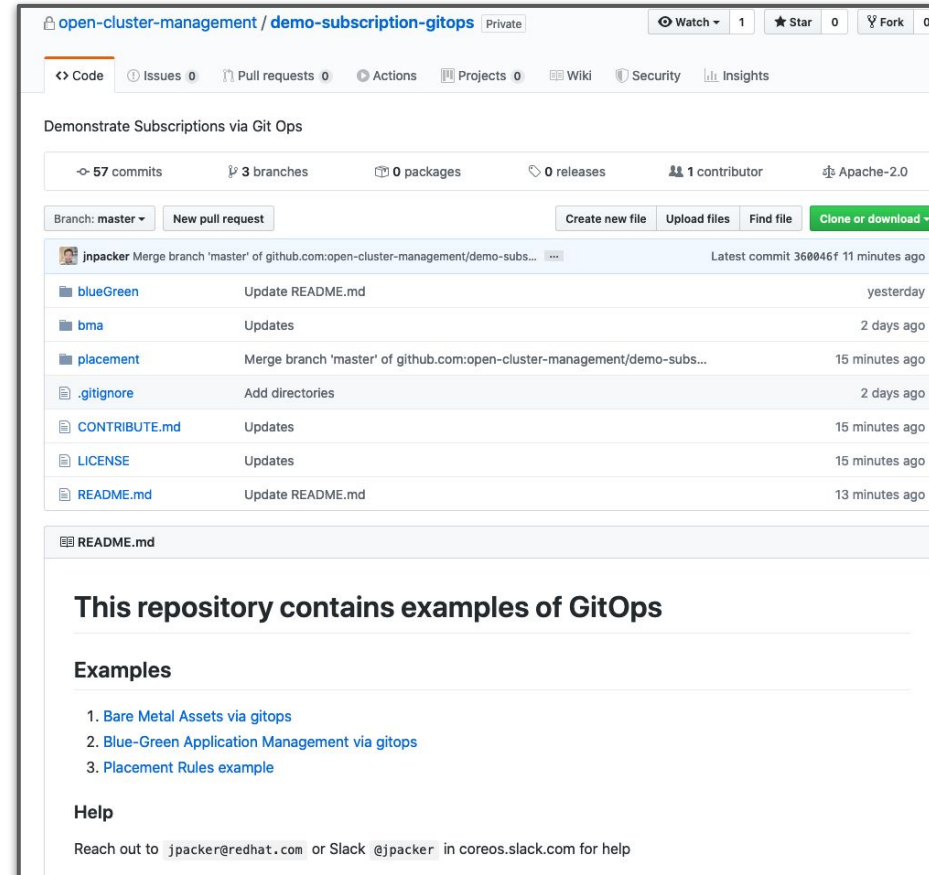 open-cluster-management / demo-subscription-gitops Private Watch 1 Star 0 Fork 0
Code Issues 0 Pull requests 0 Actions Projects 0 Wiki Security Insights
Demonstrate Subscriptions via Git Ops
57 commits 3 branches 0 packages 0 releases 1 contributor Apache-2.0
Branch: master New pull request Create new file Upload files Find file Clone or download
jnpacker Merge branch 'master' of github.com:open-cluster-management/demo-subs... ... Latest commit 360046f 11 minutes ago
blueGreen Update README.md yesterday
bma Updates 2 days ago
placement Merge branch 'master' of github.com:open-cluster-management/demo-subs... 15 minutes ago
.gitignore Add directories 2 days ago
CONTRIBUTE.md Updates 15 minutes ago
LICENSE Updates 15 minutes ago
README.md Update README.md 13 minutes ago
README.md
This repository contains examples of GitOps
Examples
1. Bare Metal Assets via gitops
2. Blue-Green Application Management via gitops
3. Placement Rules example
Help
Reach out to jpacker@redhat.com or Slack @jpacker in coreos.slack.com for help